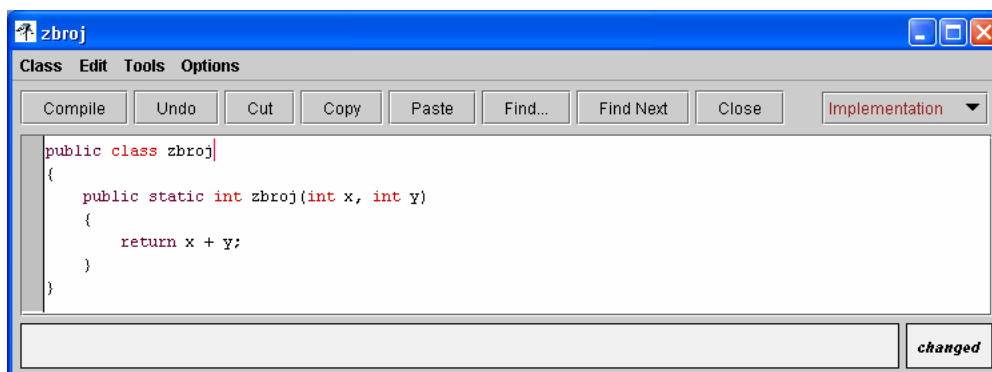 zbroj
Class Edit Tools Options
Compile Undo Cut Copy Paste Find... Find Next Close Implementation
public class zbroj
{
public static int zbroj(int x, int y)
{
return x + y;
}
}
changed